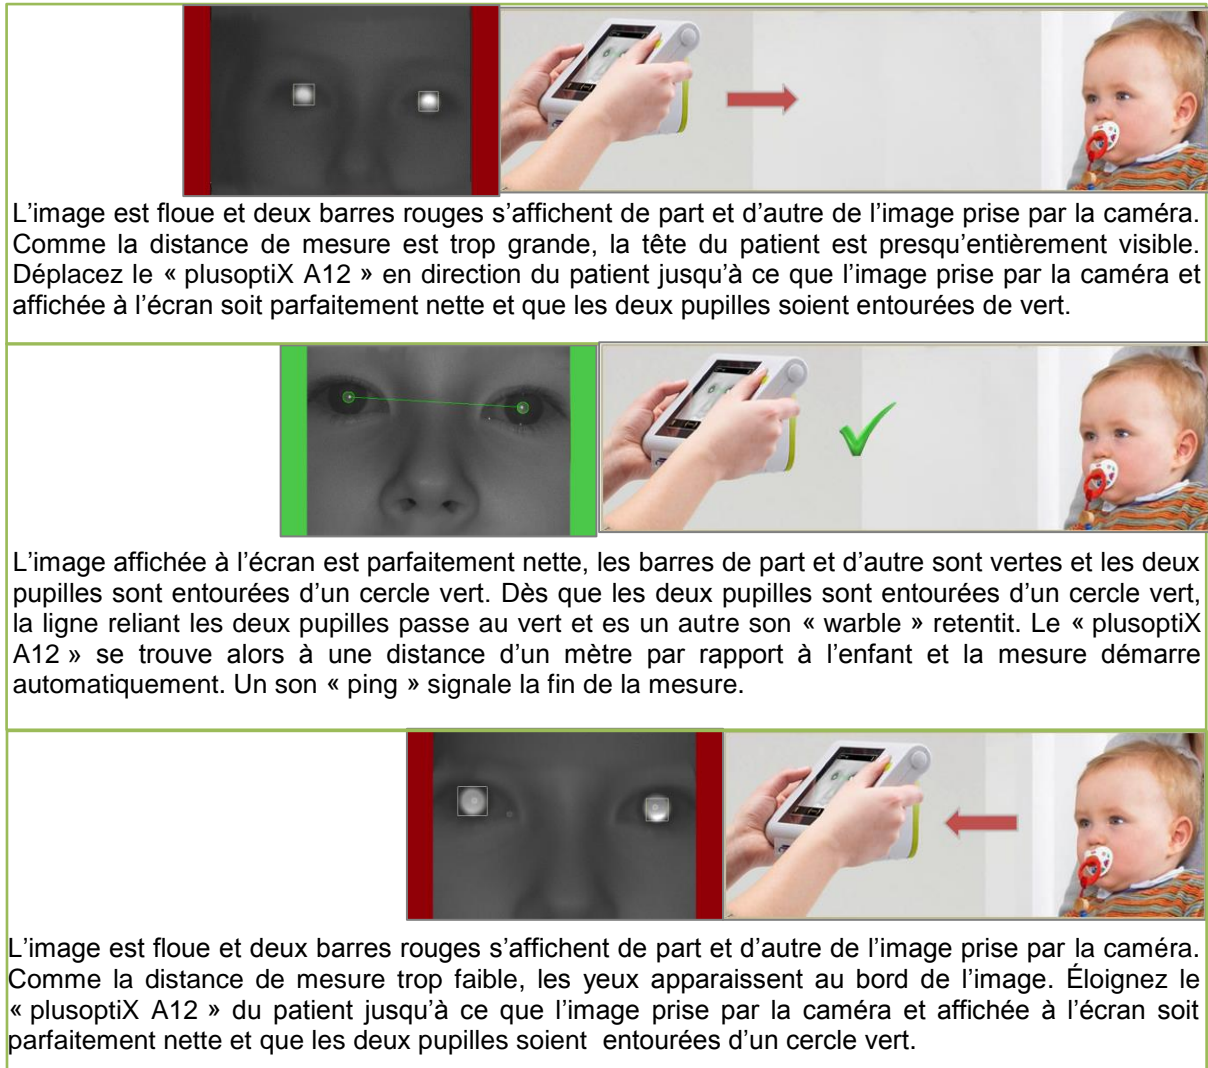 L’image est floue et deux barres rouges s’affichent de part et d’autre de l’image prise par la caméra.
Comme la distance de mesure est trop grande, la tête du patient est presqu’entièrement visible.
Déplacez le « plusoptiX A12 » en direction du patient jusqu’à ce que l’image prise par la caméra et
affichée à l’écran soit parfaitement nette et que les deux pupilles soient entourées de vert.
L’image affichée à l’écran est parfaitement nette, les barres de part et d’autre sont vertes et les deux
pupilles sont entourées d’un cercle vert. Dès que les deux pupilles sont entourées d’un cercle vert,
la ligne reliant les deux pupilles passe au vert et es un autre son « warble » retentit. Le « plusoptiX
A12 » se trouve alors à une distance d’un mètre par rapport à l’enfant et la mesure démarre
automatiquement. Un son « ping » signale la fin de la mesure.
L’image est floue et deux barres rouges s’affichent de part et d’autre de l’image prise par la caméra.
Comme la distance de mesure trop faible, les yeux apparaissent au bord de l’image. Éloignez le
« plusoptiX A12 » du patient jusqu’à ce que l’image prise par la caméra et affichée à l’écran soit
parfaitement nette et que les deux pupilles soient  entourées d’un cercle vert.